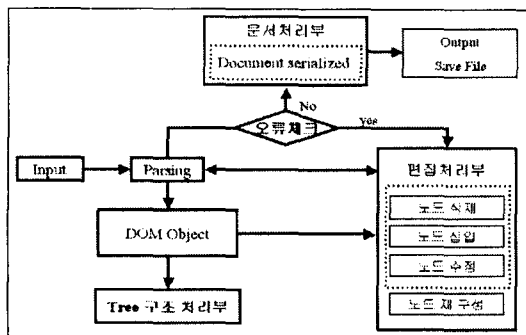 문서처리부
Document serialized
Output
Save File
No
오류체크
yes
Input
Parsing
편집처리부
DOM Object
노드 삭제
노드 삽입
노드 수정
Tree 구조 처리부
노드 재 구성